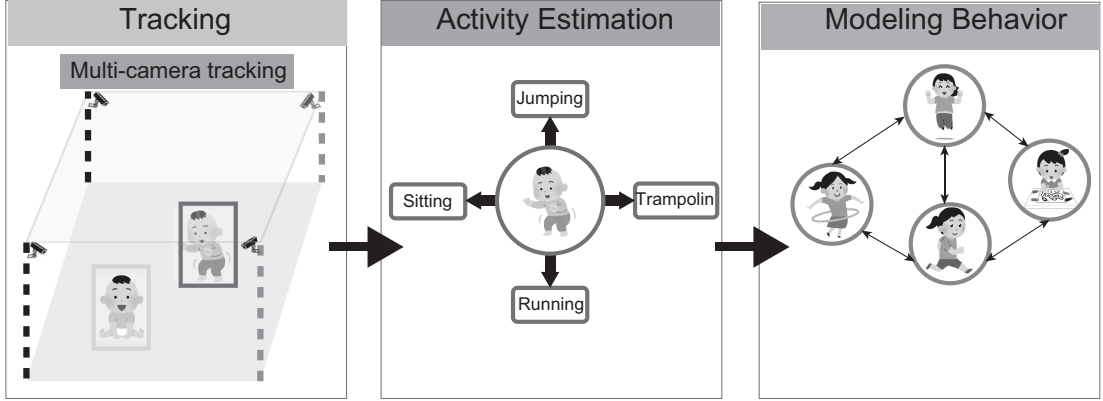 Tracking
Multi-camera tracking
Activity Estimation
Jumping
Sitting
Trampolin
Running
Modeling Behavior